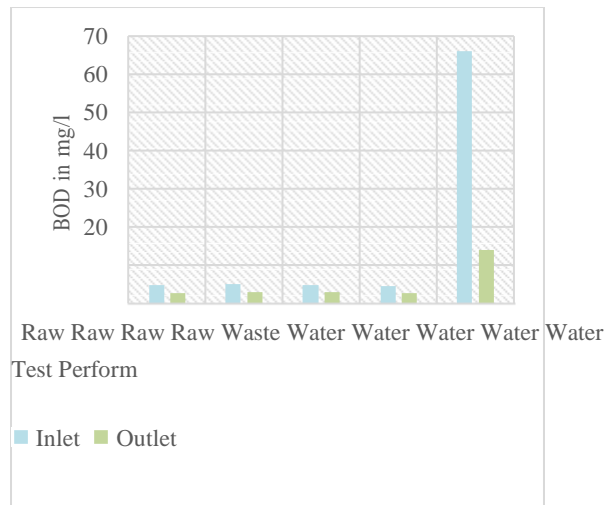 70
60
50
40
30
20
BOD in mg/l
Raw Raw Raw Raw Waste Water Water Water Water Water
Test Perform
Inlet Outlet